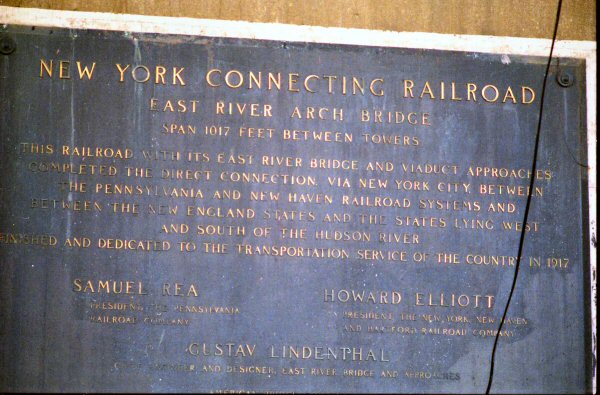 NEW YORK CONNECTING RAILROAD
EAST RIVER ARCH BRIDGE
SPAN 1017 FEET BETWEEN TOWERS
THIS RAILROAD WITH ITS EAST RIVER BRIDGE AND VIADUCT APPROACHES
COMPLETED THE DIRECT CONNECTION, VIA NEW YORK CITY, BETWEEN
THE PENNSYLVANIA AND NEW HAVEN RAILROAD SYSTEMS AND
BETWEEN THE NEW ENGLAND STATES AND THE STATES LYING WEST
AND SOUTH OF THE HUDSON RIVER
FINISHED AND DEDICATED TO THE TRANSPORTATION SERVICE OF THE COUNTRY IN 1917
SAMUEL REA
PRESIDENT, THE PENNSYLVANIA
RAILROAD COMPANY
HOWARD ELLIOTT
PRESIDENT, THE NEW YORK, NEW HAVEN
AND HARTFORD RAILROAD COMPANY
GUSTAV LINDENTHAL
ENGINEER AND DESIGNER, EAST RIVER BRIDGE AND APPROACHES
AMERICAN